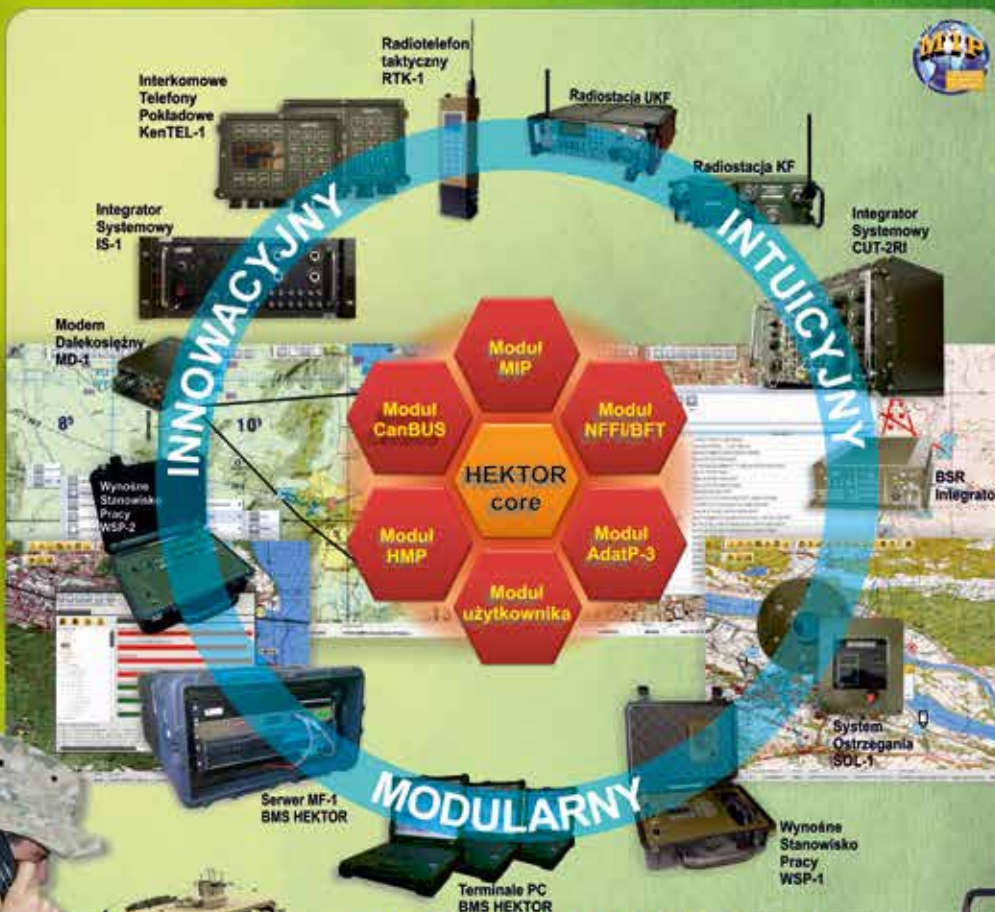 MIP
Radiotelefon
taktyczny
RTK-1
Interkomowe
Telefony
Pokładowe
KenTEL-1
Radiostacja UKF
Radiostacja KF
Integrator
Systemowy
IS-1
Integrator
Systemowy
CUT-2RI
INNOWACYJNY
INTUICYJNY
Modem
Dalekosiężny
MD-1
Moduł
MIP
Moduł
CanBUS
Moduł
NFFI/BFT
HEKTOR
core
Moduł
HMP
Moduł
AdatP-3
Moduł
użytkownika
8⁵
10⁵
Wynośne
Stanowisko
Pracy
WSP-2
BSR
Integrator
System
Ostrzegania
SOL-1
Serwer MF-1
BMS HEKTOR
MODULARNY
Wynośne
Stanowisko
Pracy
WSP-1
Terminale PC
BMS HEKTOR